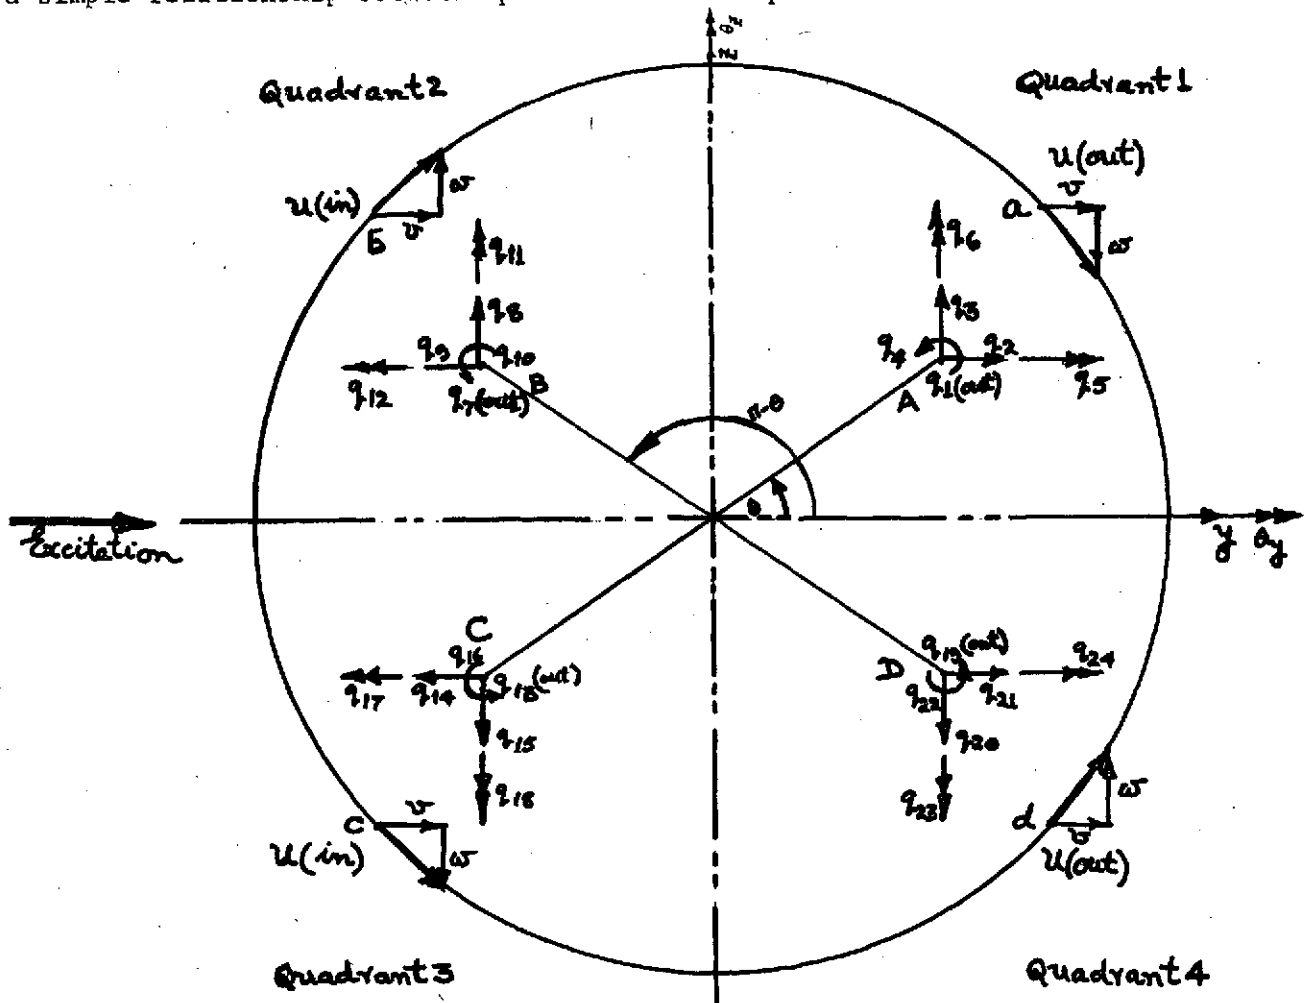 a simple relationship
θz
z
Quadrant 2
Quadrant 1
u(out)
v
a
ω
u(in)
ω
v
b
q11
q6
q8
q3
q9
q10
q12
q7(out)
B
q4
q2
q1(out)
q5
A
π-θ
θ
Excitation
y θy
C
q16
q13(out)
q17
q14
q15
q18
D
q19(out)
q24
q22
q21
q20
q23
c
v
ω
u(in)
d
v
ω
u(out)
Quadrant 3
Quadrant 4